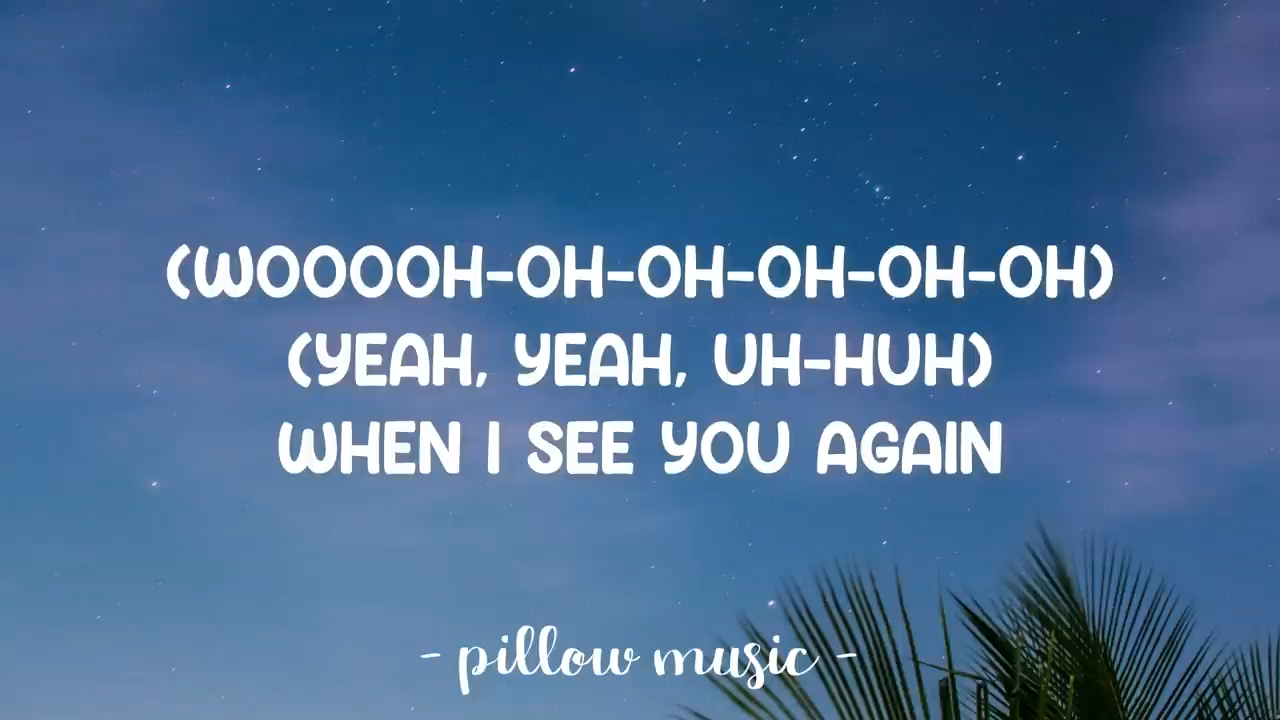 (WOOOOH-OH-OH-OH-OH-OH)
(YEAH, YEAH, UH-HUH)
WHEN I SEE YOU AGAIN
- pillow music -